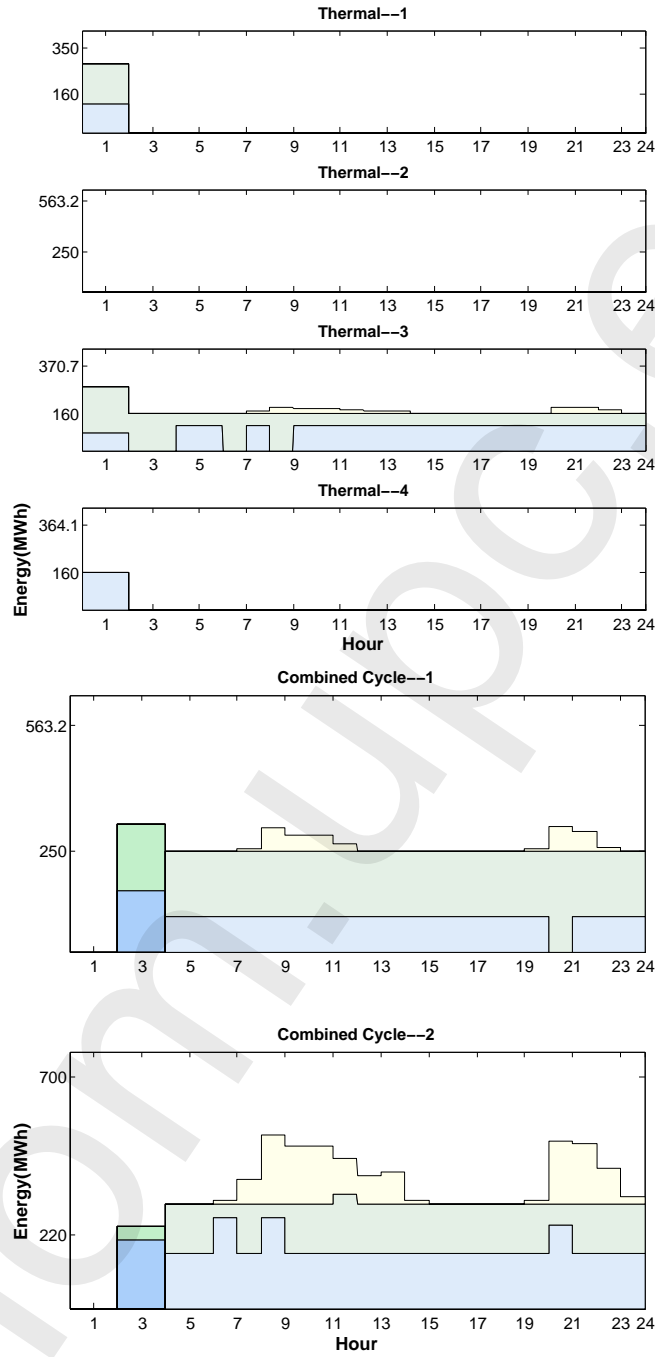 Thermal--1
350
160
1 3 5 7 9 11 13 15 17 19 21 23 24
Thermal--2
563.2
250
1 3 5 7 9 11 13 15 17 19 21 23 24
Thermal--3
370.7
160
1 3 5 7 9 11 13 15 17 19 21 23 24
Thermal--4
364.1
160
1 3 5 7 9 11 13 15 17 19 21 23 24
Energy(MWh)
Hour
Combined Cycle--1
563.2
250
1 3 5 7 9 11 13 15 17 19 21 23 24
Combined Cycle--2
700
220
1 3 5 7 9 11 13 15 17 19 21 23 24
Energy(MWh)
Hour
om.upc.e